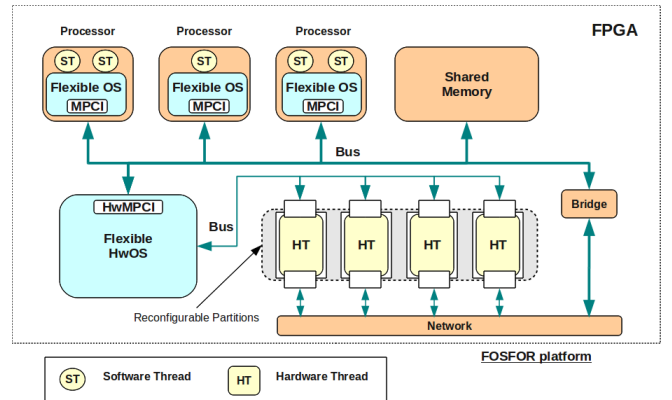 FPGA
Processor
Processor
Processor
ST
ST
ST
ST
ST
Flexible OS
Flexible OS
Flexible OS
MPCI
MPCI
MPCI
Shared
Memory
Bus
HwMPCI
Flexible
HwOS
Bus
Bridge
HT
HT
HT
HT
Reconfigurable Partitions
Network
FOSFOR platform
ST
Software Thread
HT
Hardware Thread